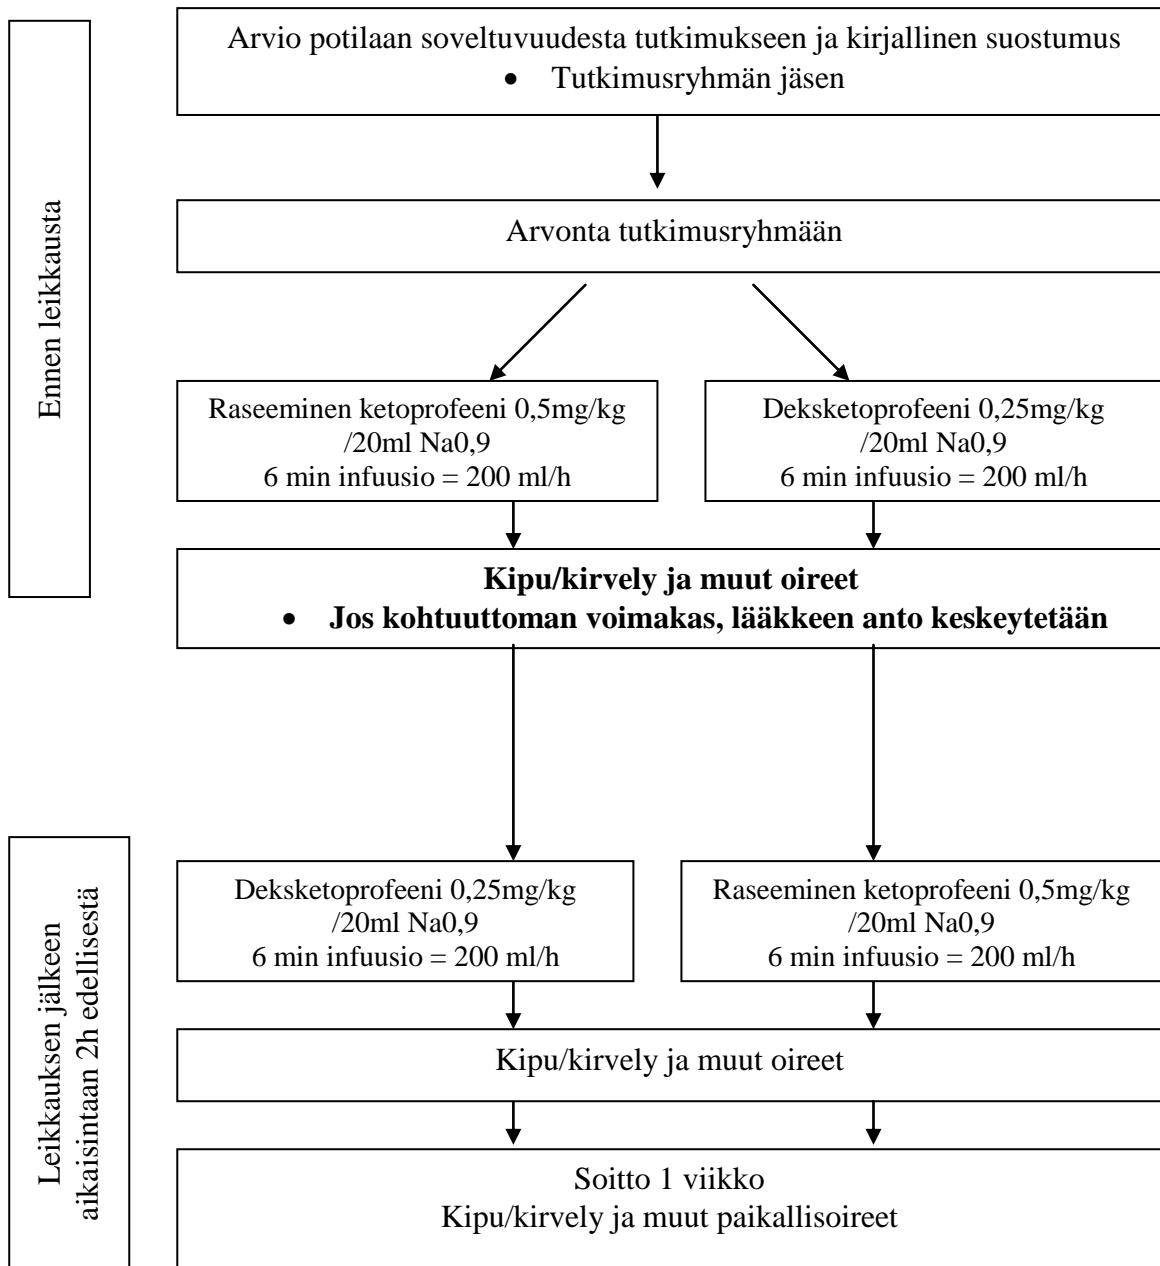 Arvio potilaan soveltuvuudesta tutkimukseen ja kirjallinen suostumus
• Tutkimusryhmän jäsen
Ennen leikkausta
Arvonta tutkimusryhmään
Raseeminen ketoprofeeni 0,5mg/kg
/20ml Na0,9
6 min infuusio = 200 ml/h
Deksketoprofeeni 0,25mg/kg
/20ml Na0,9
6 min infuusio = 200 ml/h
Kipu/kirvely ja muut oireet
• Jos kohtuuttoman voimakas, lääkkeen anto keskeytetään
Leikkauksen jälkeen
aikaisintaan 2h edellisestä
Deksketoprofeeni 0,25mg/kg
/20ml Na0,9
6 min infuusio = 200 ml/h
Raseeminen ketoprofeeni 0,5mg/kg
/20ml Na0,9
6 min infuusio = 200 ml/h
Kipu/kirvely ja muut oireet
Soitto 1 viikko
Kipu/kirvely ja muut paikallisoireet